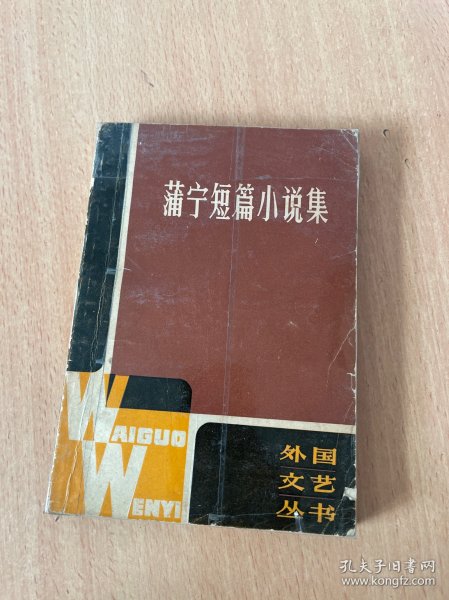 蒲宁短篇小说集
WAIGUO
WENYI
外国
文艺
丛书
孔夫子旧书网
www.kongfz.com